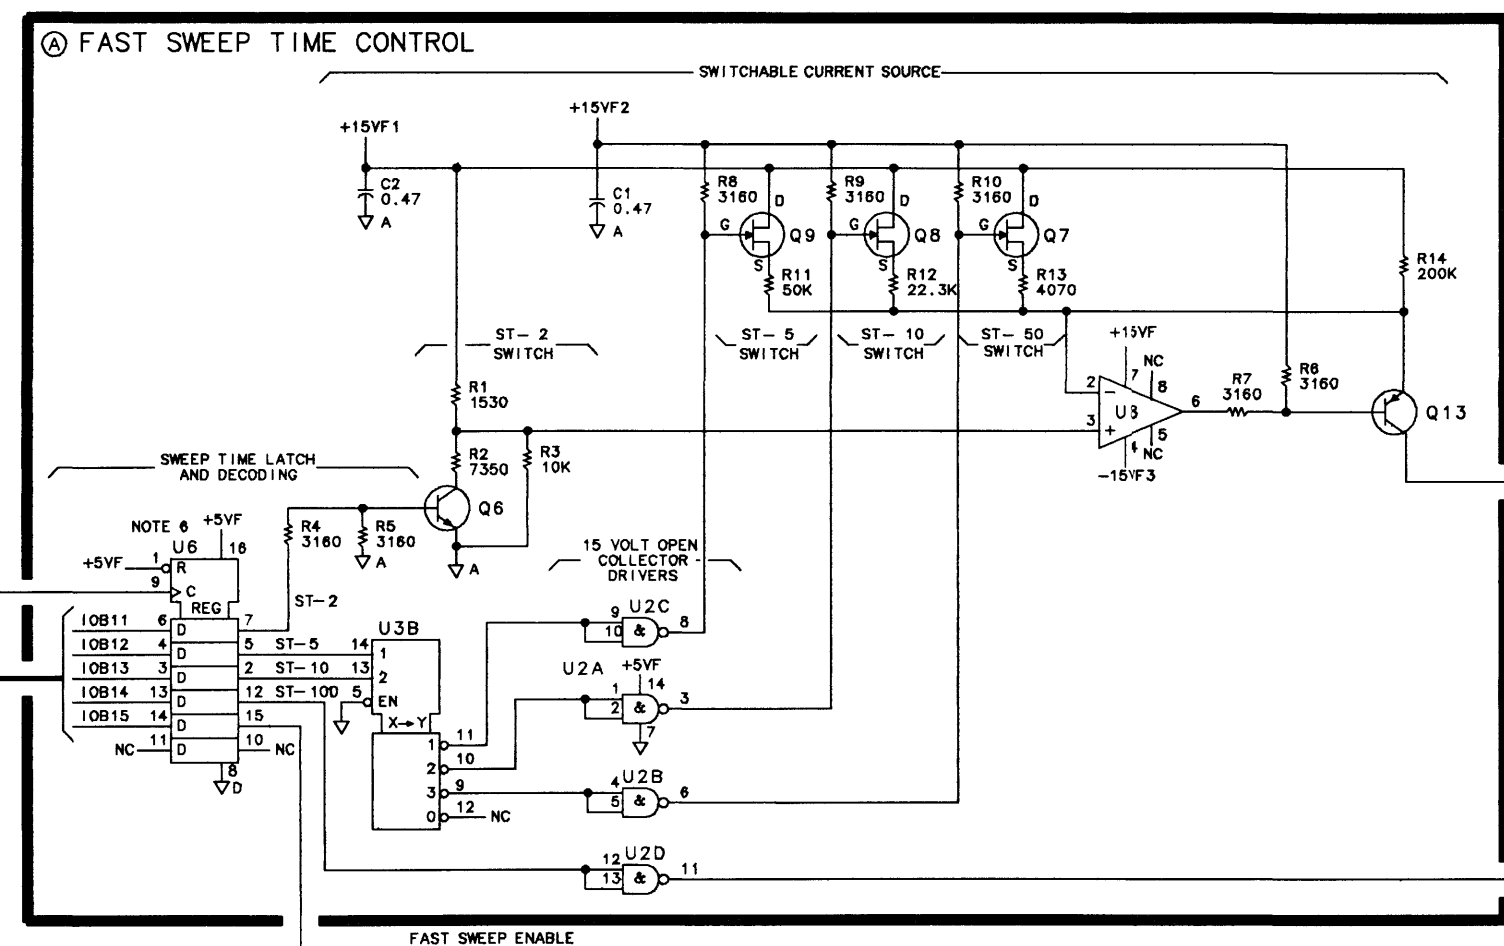 A FAST SWEEP TIME CONTROL
SWITCHABLE CURRENT SOURCE
+15VF2
+15VF1
C2
0.47
A
C1
0.47
A
R8
3160
D
G
Q9
S
R11
50K
R9
3160
D
G
Q8
S
R12
22.3K
R10
3160
D
G
Q7
S
R13
4070
R14
200K
ST- 2
SWITCH
ST- 5
SWITCH
ST- 10
SWITCH
ST- 50
SWITCH
R1
1530
R2
7350
R3
10K
+15VF
7
NC
8
2
-
U8
6
3
+
4
5
NC
-15VF3
R7
3160
R6
3160
Q13
SWEEP TIME LATCH
AND DECODING
Q6
R4
3160
R5
3160
A
A
NOTE 6
+5VF
U6
16
+5VF
1
R
9
C
REG
ST-2
15 VOLT OPEN
COLLECTOR
DRIVERS
IOB11
6
D
7
IOB12
4
D
5
ST-5
IOB13
3
D
2
ST-10
IOB14
13
D
12
ST-100
IOB15
14
D
15
NC
11
D
10
NC
8
D
U3B
14
1
13
2
5
EN
X→Y
1
11
2
10
3
9
0
12
NC
U2C
9
10
&
8
U2A
+5VF
14
1
2
&
3
7
U2B
4
5
&
6
U2D
12
13
&
11
FAST SWEEP ENABLE